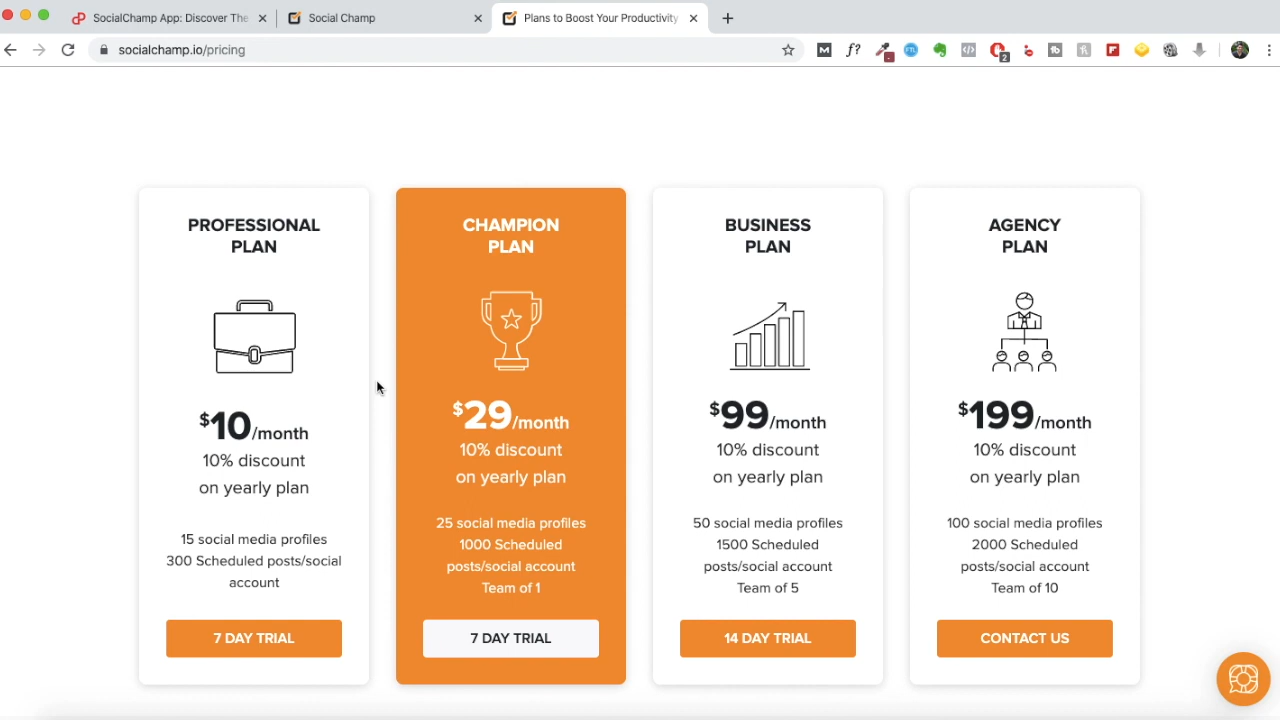 SocialChamp App: Discover The
Social Champ
Plans to Boost Your Productivity
socialchamp.io/pricing
M
f?
2
PROFESSIONAL
PLAN
$10/month
10% discount
on yearly plan
15 social media profiles
300 Scheduled posts/social
account
7 DAY TRIAL
CHAMPION
PLAN
$29/month
10% discount
on yearly plan
25 social media profiles
1000 Scheduled
posts/social account
Team of 1
7 DAY TRIAL
BUSINESS
PLAN
$99/month
10% discount
on yearly plan
50 social media profiles
1500 Scheduled
posts/social account
Team of 5
14 DAY TRIAL
AGENCY
PLAN
$199/month
10% discount
on yearly plan
100 social media profiles
2000 Scheduled
posts/social account
Team of 10
CONTACT US